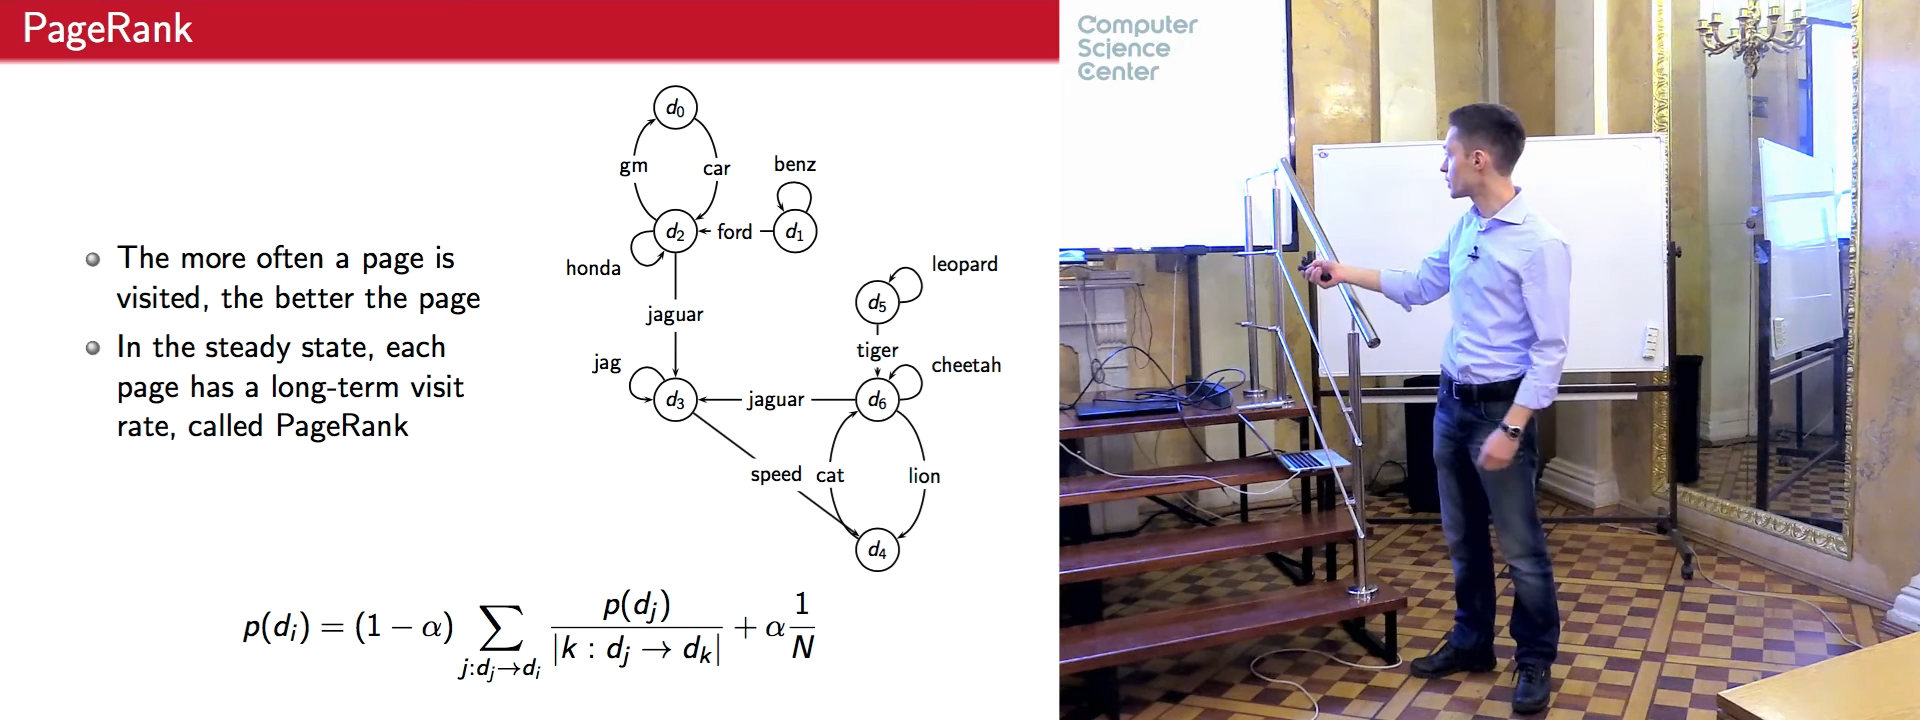 PageRank
The more often a page is
visited, the better the page
In the steady state, each
page has a long-term visit
rate, called PageRank
d₀
gm
car
benz
d₂
ford
d₁
honda
leopard
d₅
jaguar
tiger
jag
cheetah
d₃
jaguar
d₆
speed
cat
lion
d₄
p(dᵢ) = (1 − α) ∑_{j:dⱼ→dᵢ} p(dⱼ) / |k : dⱼ → dₖ| + α 1/N
Computer
Science
Center